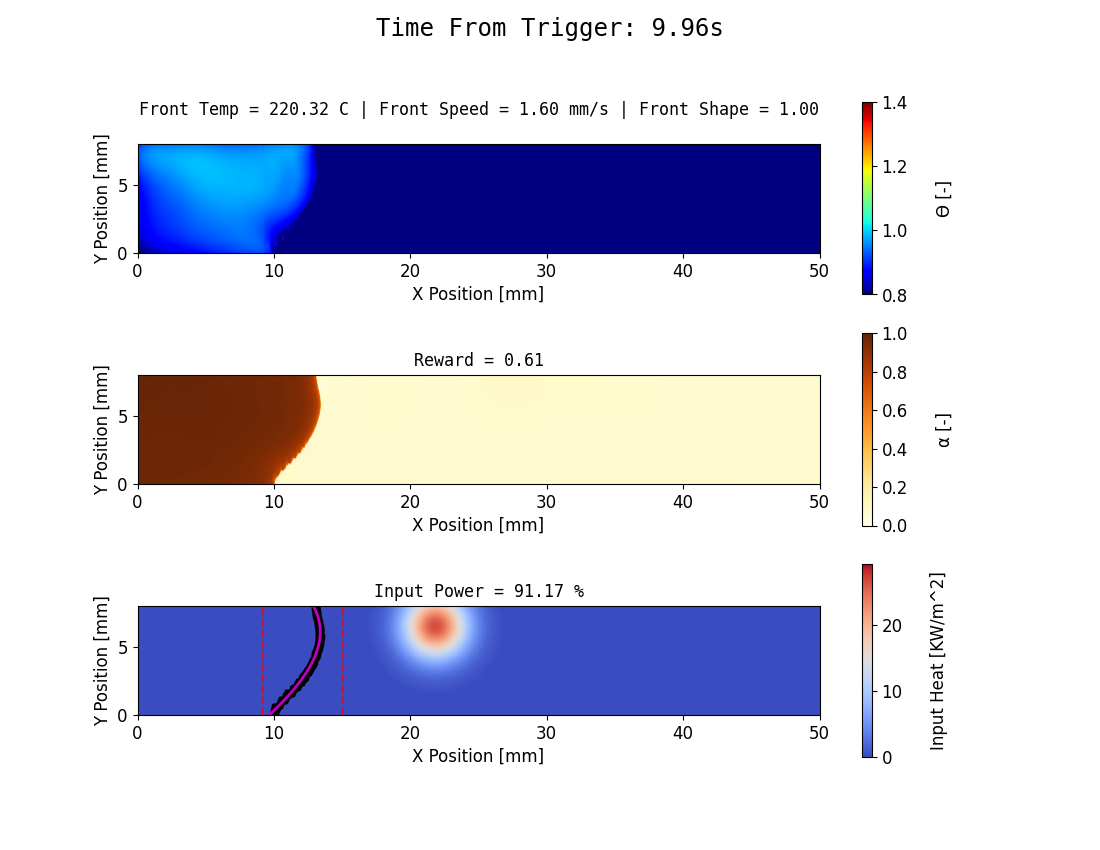 Time From Trigger: 9.96s
Front Temp = 220.32 C | Front Speed = 1.60 mm/s | Front Shape = 1.00
Y Position [mm]
5
0
0 10 20 30 40 50
X Position [mm]
1.4
1.2
1.0
0.8
Θ [-]
Reward = 0.61
Y Position [mm]
5
0
0 10 20 30 40 50
X Position [mm]
1.0
0.8
0.6
0.4
0.2
0.0
α [-]
Input Power = 91.17 %
Y Position [mm]
5
0
0 10 20 30 40 50
X Position [mm]
20
10
0
Input Heat [KW/m^2]